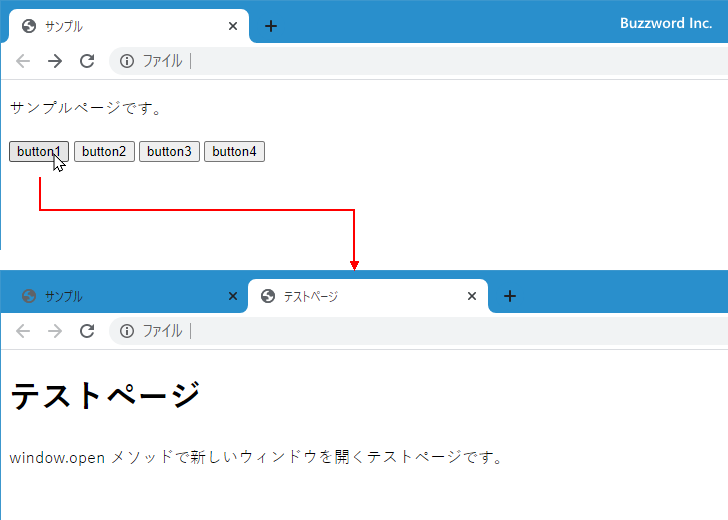 サンプル
Buzzword Inc.
ファイル
サンプルページです。
button1 button2 button3 button4
サンプル テストページ
ファイル
テストページ
window.open メソッドで新しいウィンドウを開くテストページです。